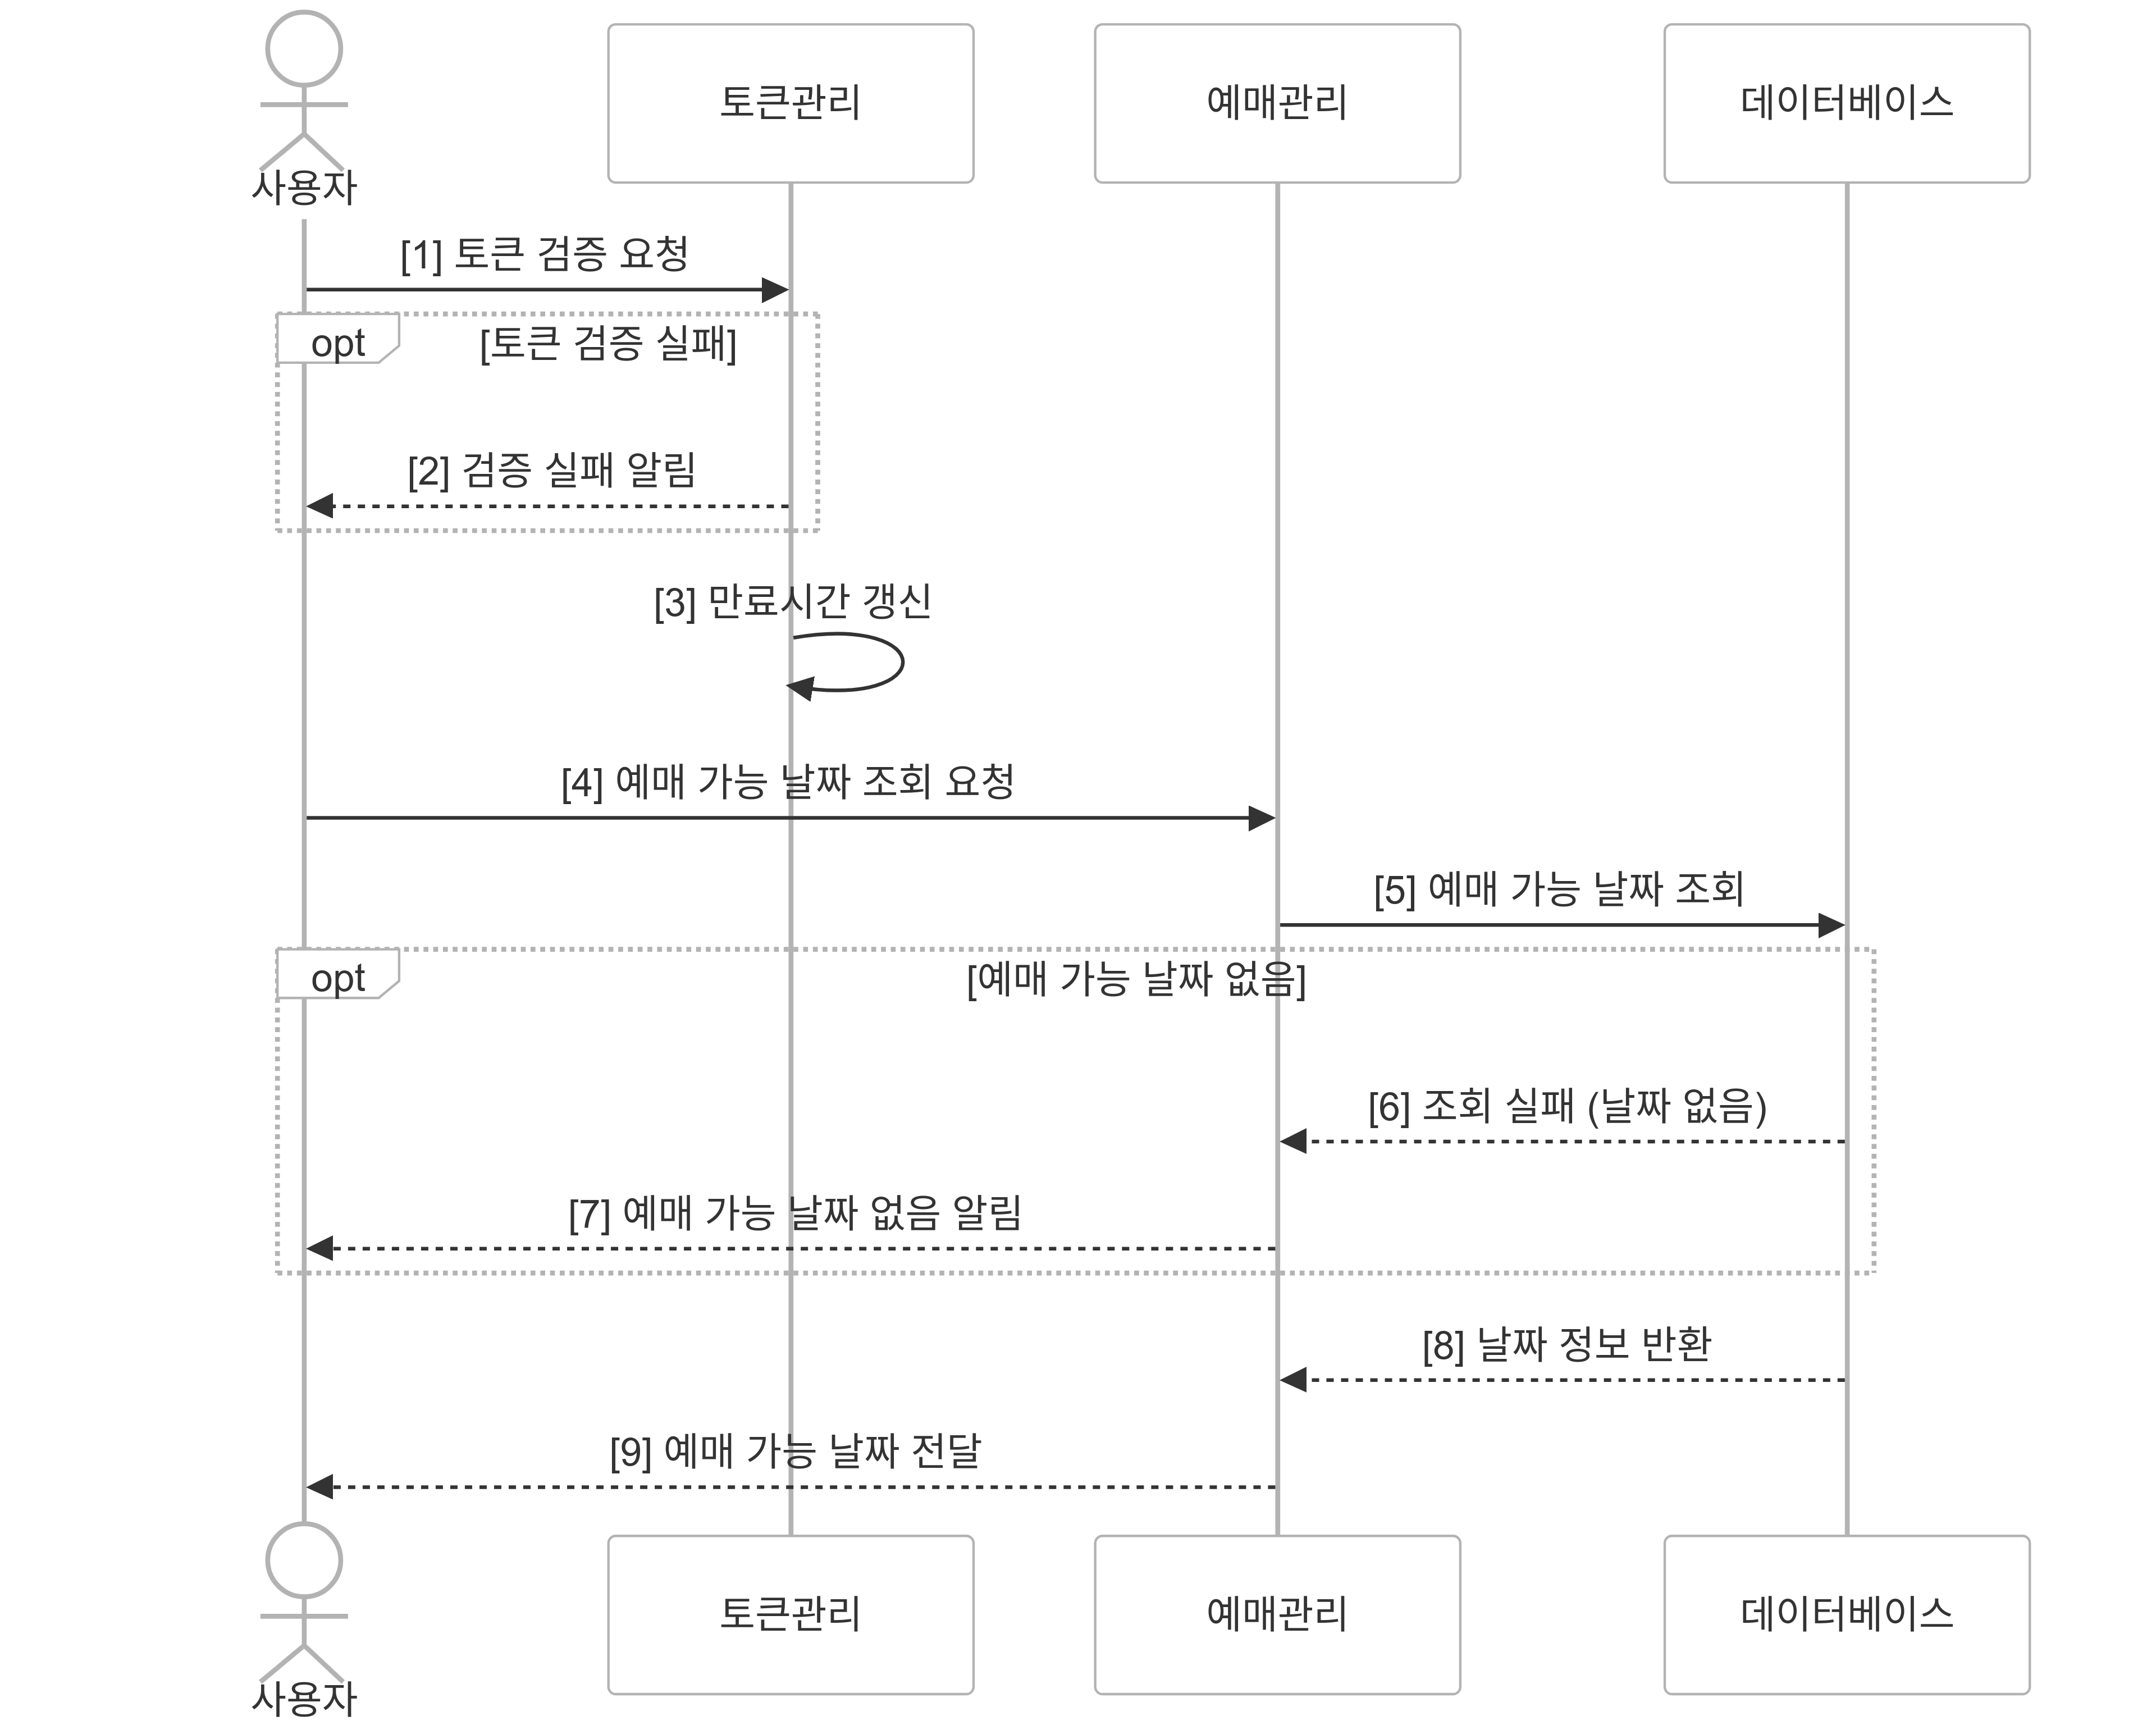 사용자
토큰관리
예매관리
데이터베이스
[1] 토큰 검증 요청
opt
[토큰 검증 실패]
[2] 검증 실패 알림
[3] 만료시간 갱신
[4] 예매 가능 날짜 조회 요청
[5] 예매 가능 날짜 조회
opt
[예매 가능 날짜 없음]
[6] 조회 실패 (날짜 없음)
[7] 예매 가능 날짜 없음 알림
[8] 날짜 정보 반환
[9] 예매 가능 날짜 전달
사용자
토큰관리
예매관리
데이터베이스